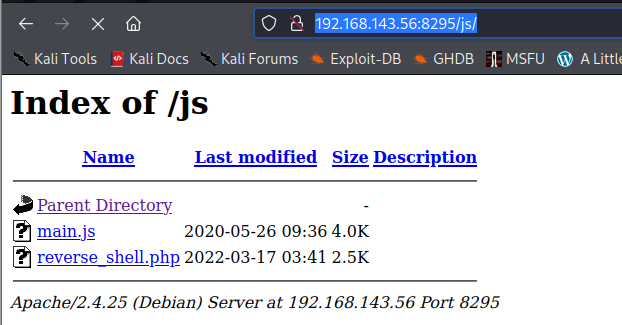 192.168.143.56:8295/js/
Kali Tools Kali Docs Kali Forums Exploit-DB GHDB MSFU A Little
Index of /js
Name Last modified Size Description
Parent Directory -
main.js 2020-05-26 09:36 4.0K
reverse_shell.php 2022-03-17 03:41 2.5K
Apache/2.4.25 (Debian) Server at 192.168.143.56 Port 8295